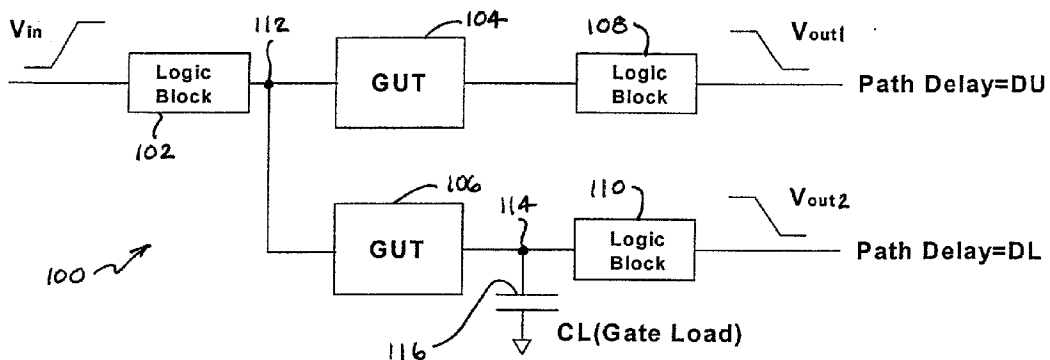 Vin
112
104
108
Vout1
Logic
Block
GUT
Logic
Block
Path Delay=DU
102
106
114
110
Vout2
GUT
Logic
Block
Path Delay=DL
100
116
CL(Gate Load)